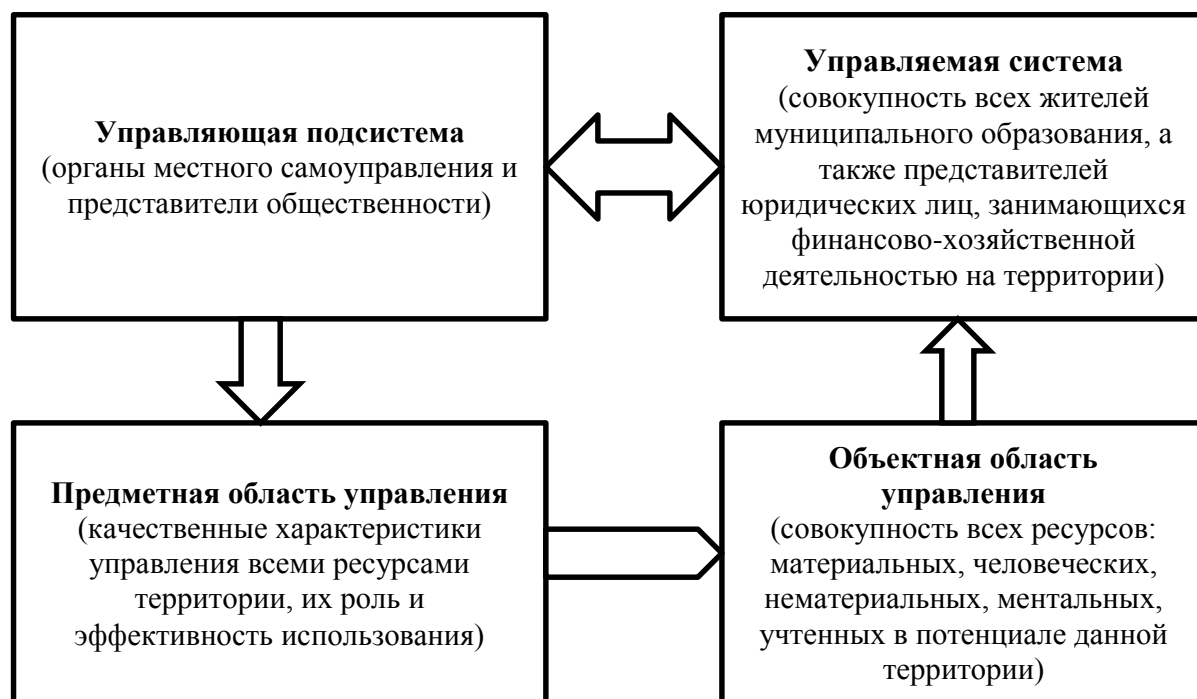 Управляющая подсистема
(органы местного самоуправления и
представители общественности)
Управляемая система
(совокупность всех жителей
муниципального образования, а
также представителей
юридических лиц, занимающихся
финансово-хозяйственной
деятельностью на территории)
Предметная область управления
(качественные характеристики
управления всеми ресурсами
территории, их роль и
эффективность использования)
Объектная область
управления
(совокупность всех ресурсов:
материальных, человеческих,
нематериальных, ментальных,
учтенных в потенциале данной
территории)